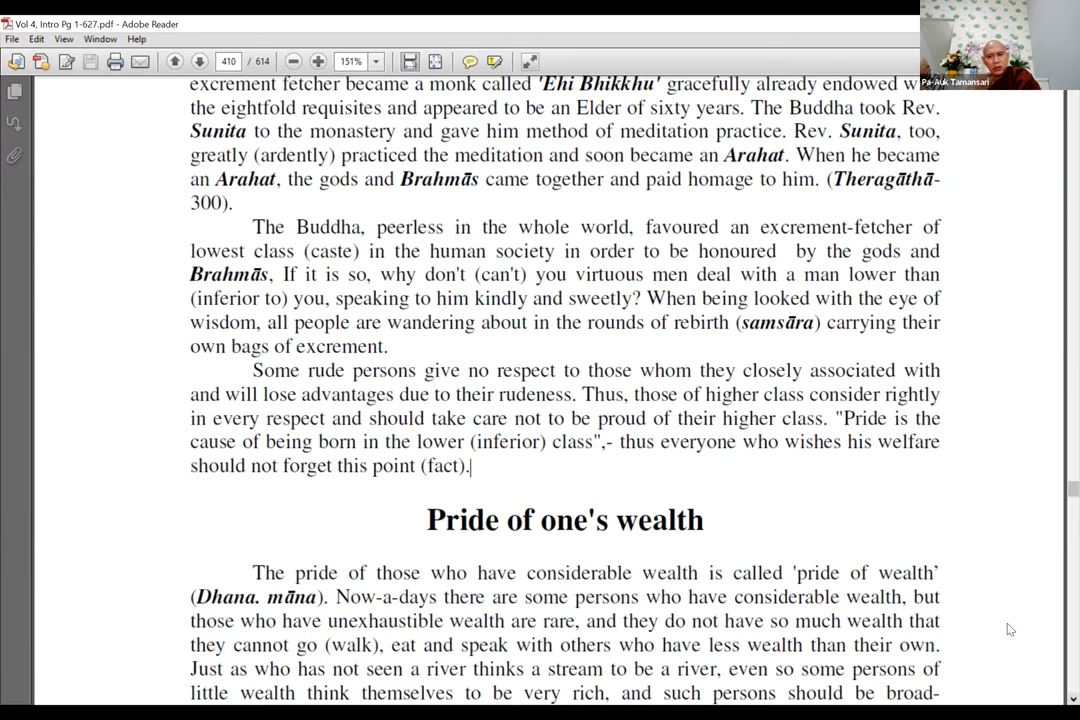 Vol 4, Intro Pg 1-627.pdf - Adobe Reader
File Edit View Window Help
410 / 614 151%
Pa-Auk Tamansari
excrement fetcher became a monk called 'Ehi Bhikkhu' gracefully already endowed w
the eightfold requisites and appeared to be an Elder of sixty years. The Buddha took Rev.
Sunita to the monastery and gave him method of meditation practice. Rev. Sunita, too,
greatly (ardently) practiced the meditation and soon became an Arahat. When he became
an Arahat, the gods and Brahmās came together and paid homage to him. (Theragāthā-
300).
The Buddha, peerless in the whole world, favoured an excrement-fetcher of
lowest class (caste) in the human society in order to be honoured by the gods and
Brahmās, If it is so, why don't (can't) you virtuous men deal with a man lower than
(inferior to) you, speaking to him kindly and sweetly? When being looked with the eye of
wisdom, all people are wandering about in the rounds of rebirth (samsāra) carrying their
own bags of excrement.
Some rude persons give no respect to those whom they closely associated with
and will lose advantages due to their rudeness. Thus, those of higher class consider rightly
in every respect and should take care not to be proud of their higher class. "Pride is the
cause of being born in the lower (inferior) class",- thus everyone who wishes his welfare
should not forget this point (fact).
Pride of one's wealth
The pride of those who have considerable wealth is called 'pride of wealth'
(Dhana. māna). Now-a-days there are some persons who have considerable wealth, but
those who have unexhaustible wealth are rare, and they do not have so much wealth that
they cannot go (walk), eat and speak with others who have less wealth than their own.
Just as who has not seen a river thinks a stream to be a river, even so some persons of
little wealth think themselves to be very rich, and such persons should be broad-